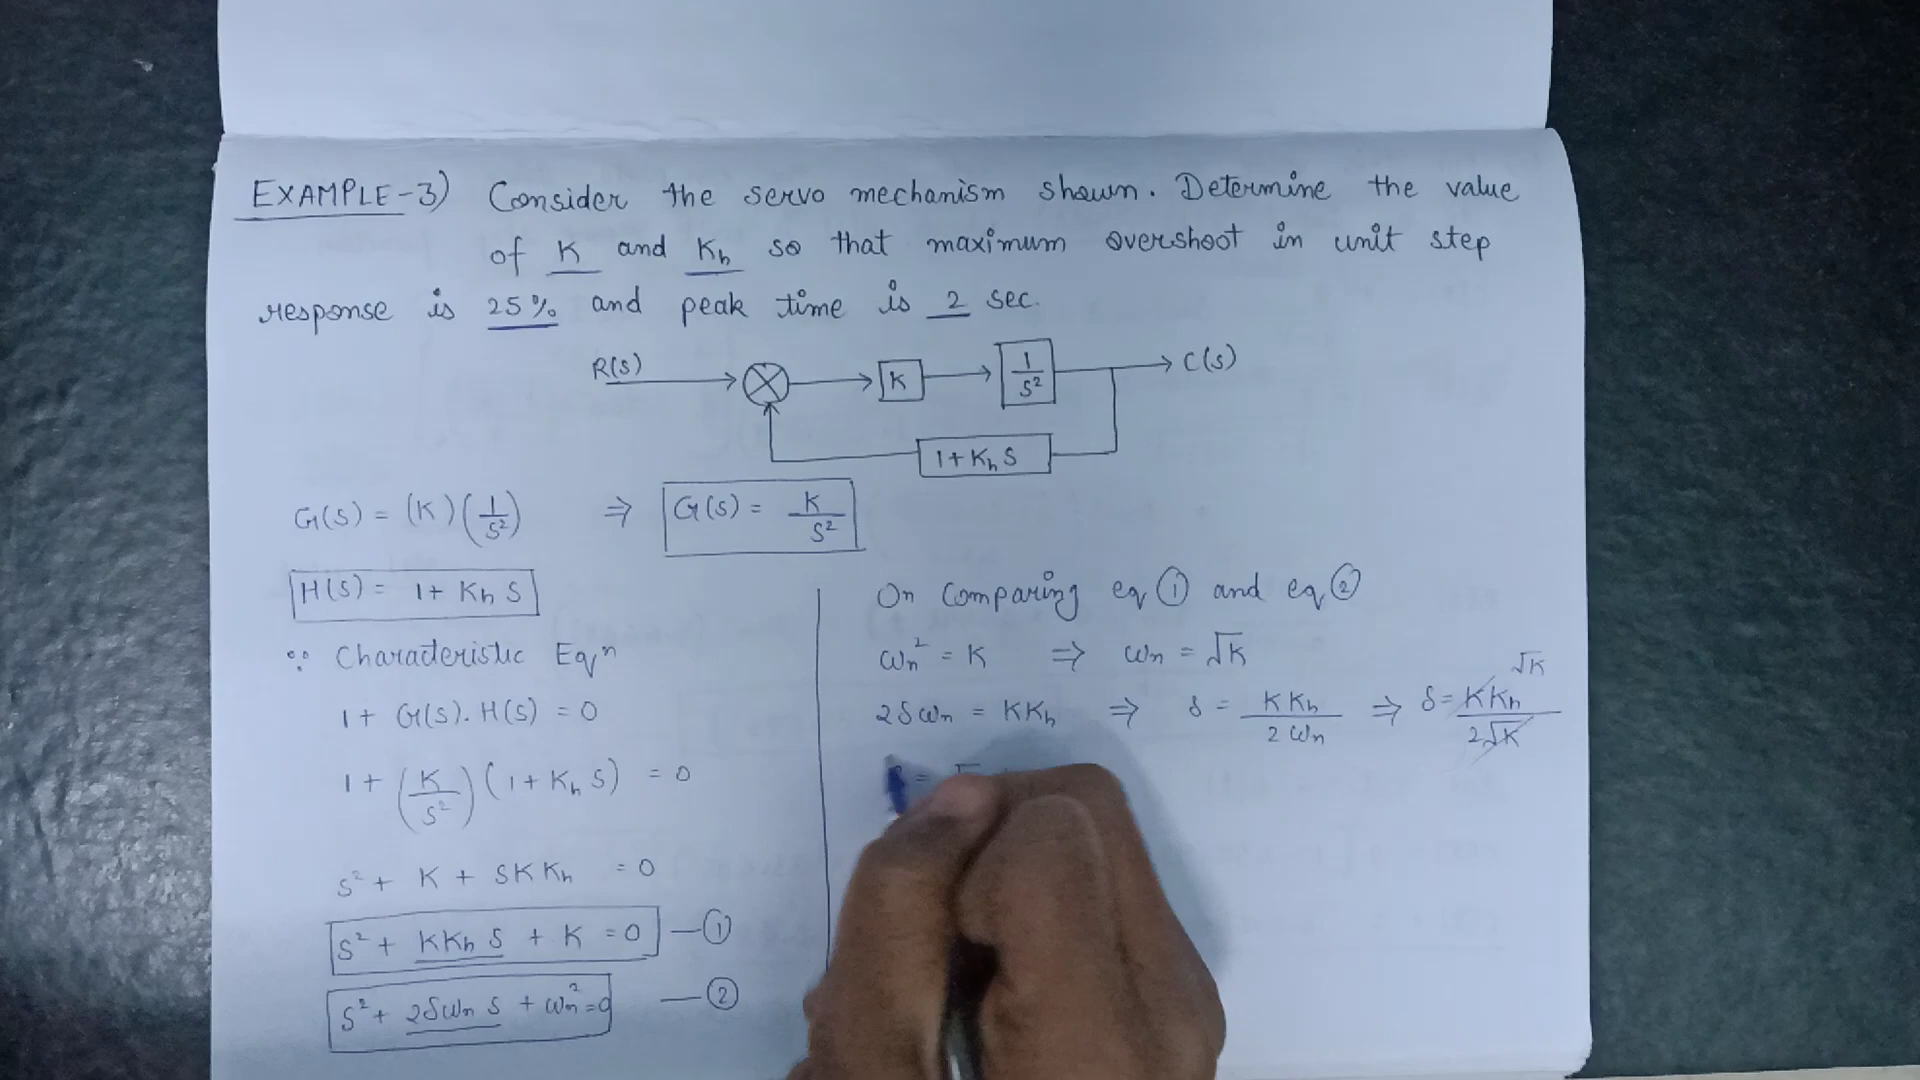 EXAMPLE-3) Consider the servo mechanism shown. Determine the value
of K and Kh so that maximum overshoot in unit step
response is 25% and peak time is 2 sec.
R(S) K 1/S² C(S)
1+KhS
G(S) = (K)(1/S²) ⇒ G(S) = K/S²
H(S) = 1+ Kh S
∵ Characteristic Eqⁿ
1+ G(S).H(S) = 0
1+ (K/S²)(1+Kh S) = 0
S² + K + SKKh = 0
S² + KKh S + K = 0 —①
S² + 2δωn S + ωn² = 0 —②
On Comparing eq ① and eq ②
ωn² = K ⇒ ωn = √K
2δωn = KKh ⇒ δ = KKh/2ωn ⇒ δ = KKh/2√K √K